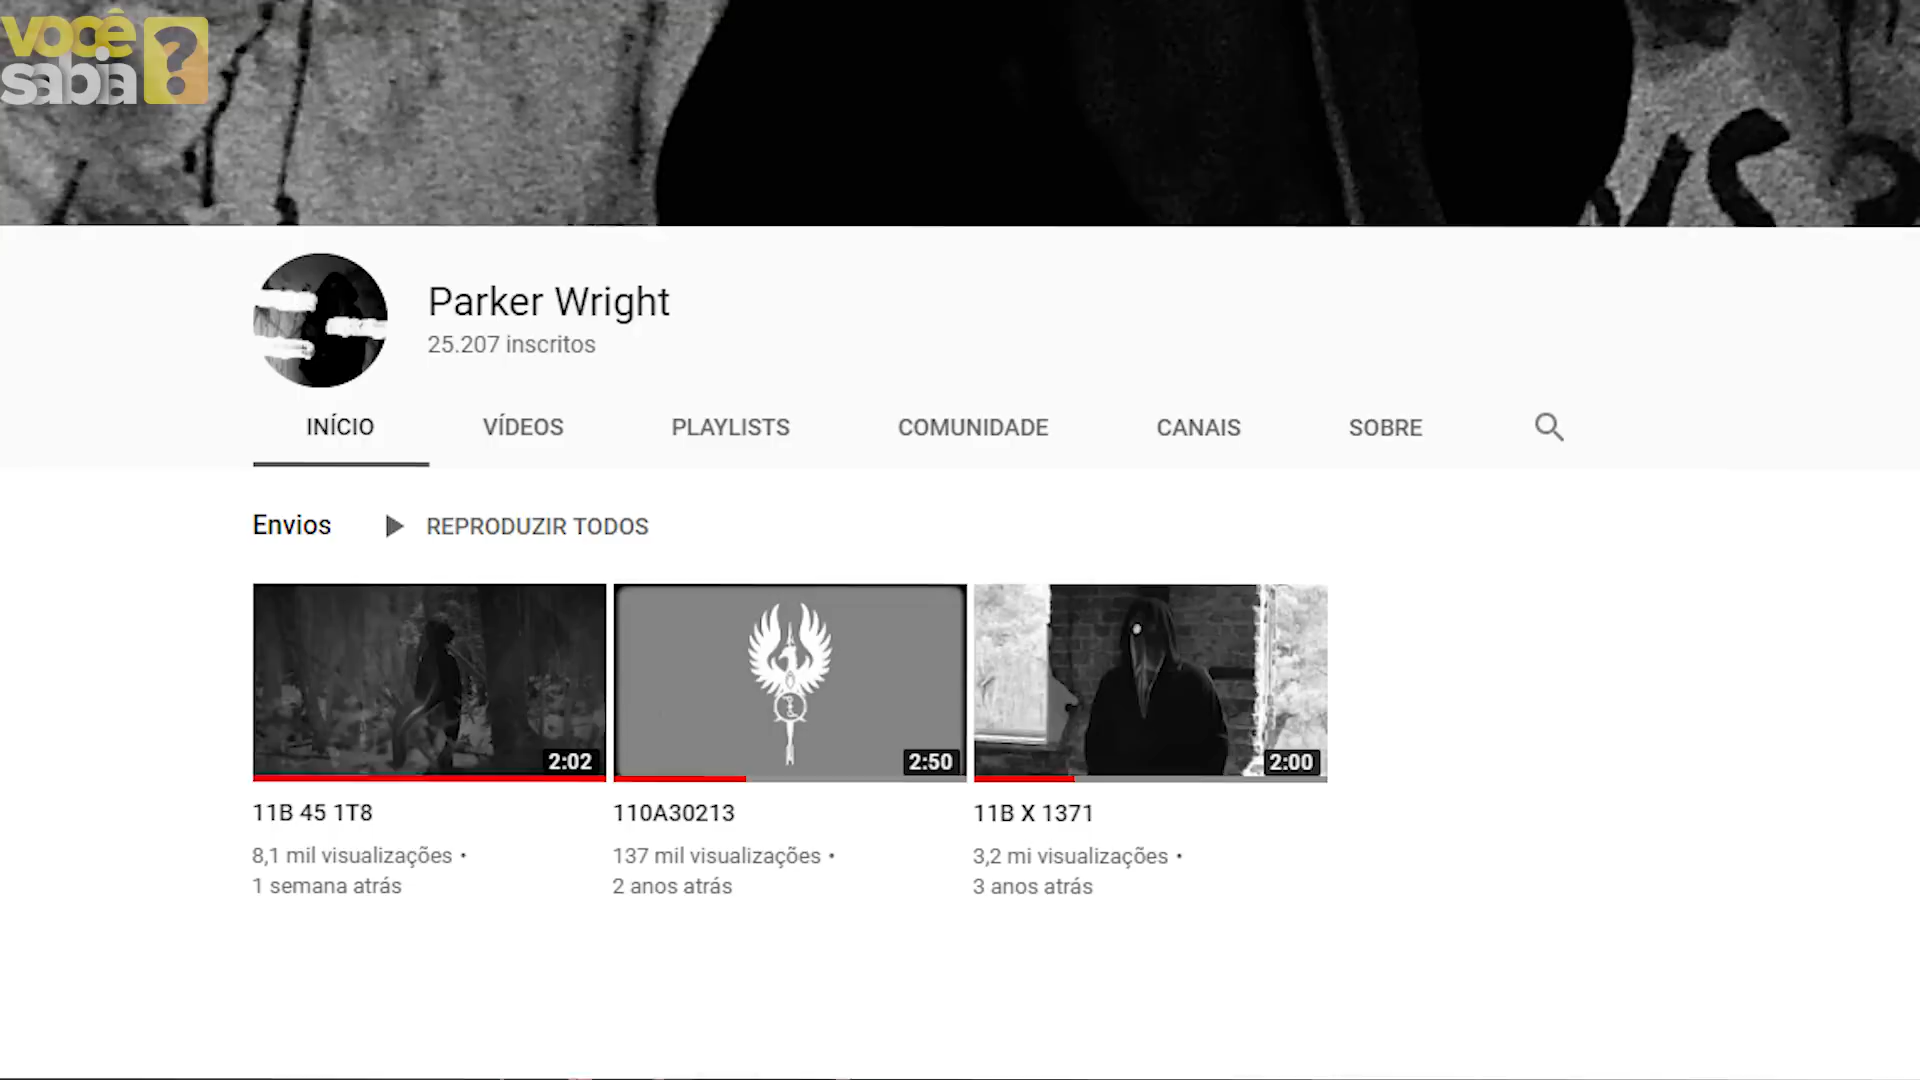 você
sabia ?
Parker Wright
25.207 inscritos
INÍCIO VÍDEOS PLAYLISTS COMUNIDADE CANAIS SOBRE
Envios REPRODUZIR TODOS
2:02 2:50 2:00
11B 45 1T8 110A30213 11B X 1371
8,1 mil visualizações • 137 mil visualizações • 3,2 mi visualizações •
1 semana atrás 2 anos atrás 3 anos atrás